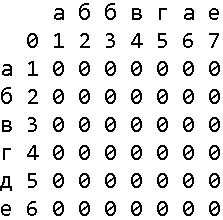 а б б в г а е
0 1 2 3 4 5 6 7
а 1 0 0 0 0 0 0 0
б 2 0 0 0 0 0 0 0
в 3 0 0 0 0 0 0 0
г 4 0 0 0 0 0 0 0
д 5 0 0 0 0 0 0 0
е 6 0 0 0 0 0 0 0